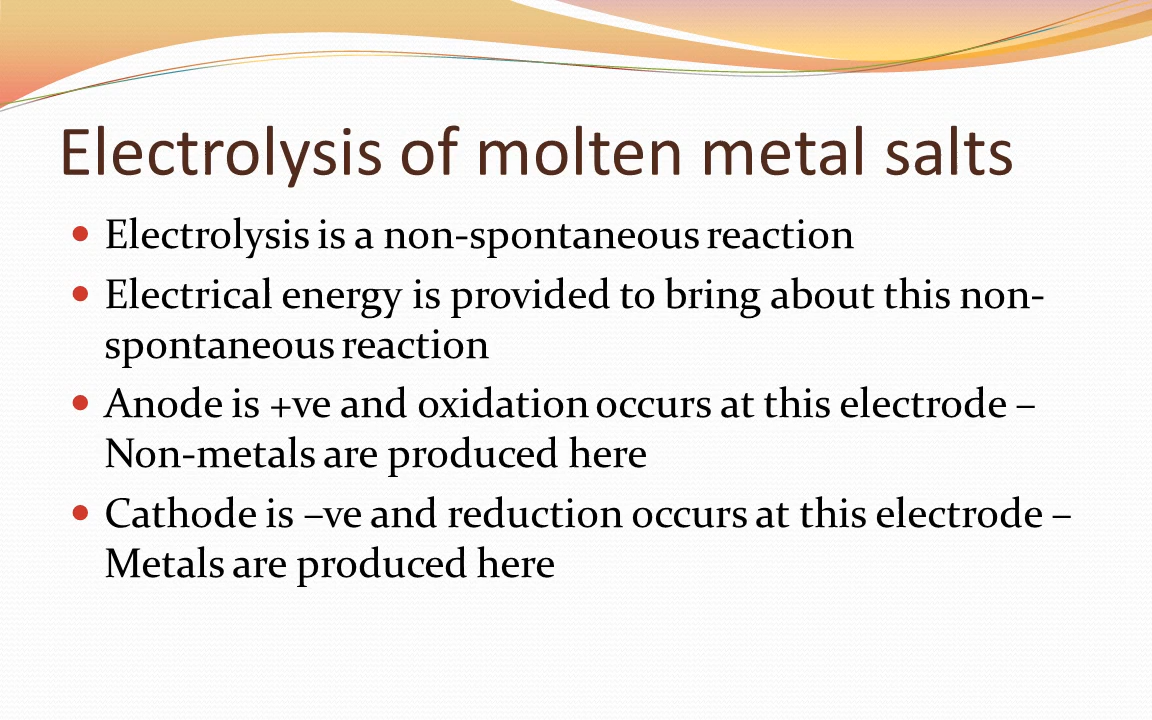 Electrolysis of molten metal salts
• Electrolysis is a non-spontaneous reaction
• Electrical energy is provided to bring about this non-
spontaneous reaction
• Anode is +ve and oxidation occurs at this electrode –
Non-metals are produced here
• Cathode is –ve and reduction occurs at this electrode –
Metals are produced here